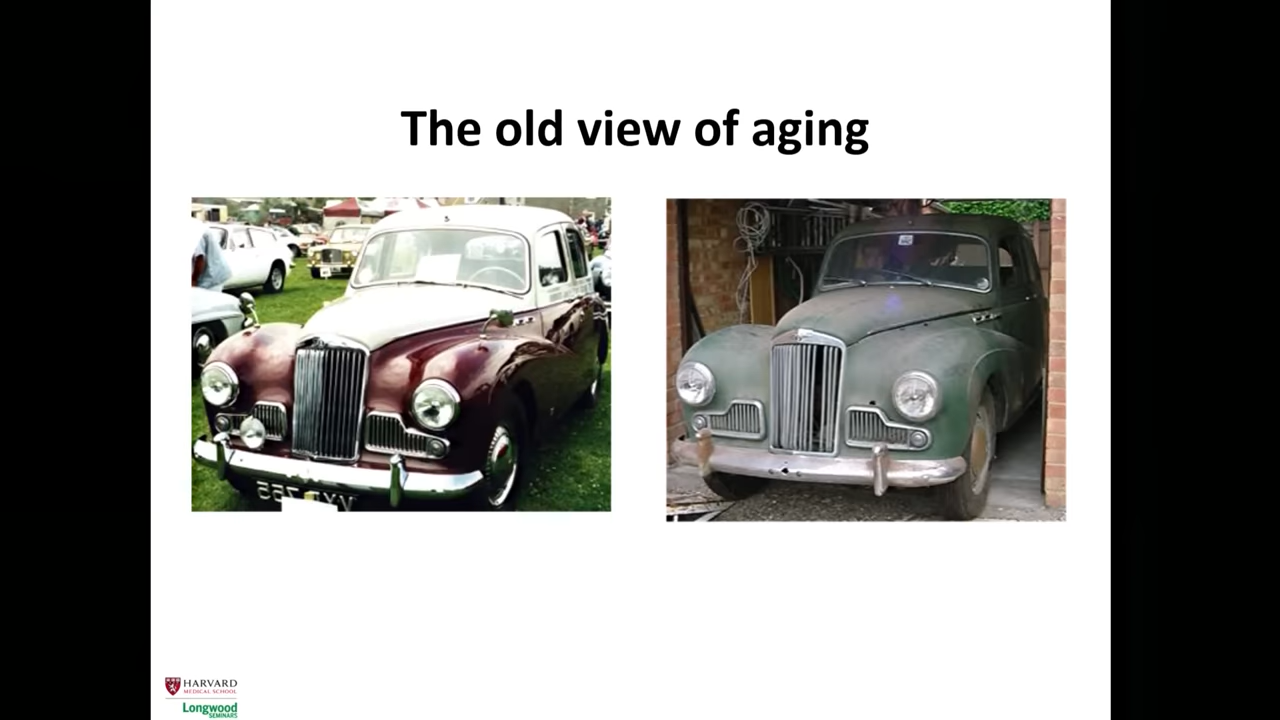 The old view of aging
HARVARD
MEDICAL SCHOOL
Longwood
SEMINARS